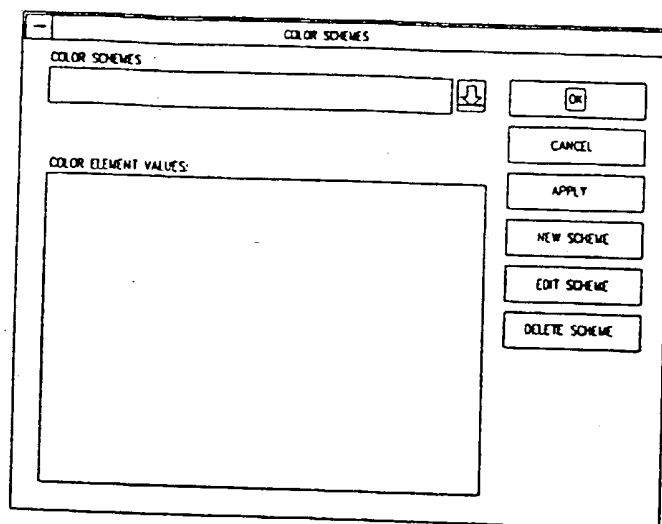 COLOR SCHEMES
COLOR SCHEMES
OK
CANCEL
COLOR ELEMENT VALUES:
APPLY
NEW SCHEME
EDIT SCHEME
DELETE SCHEME